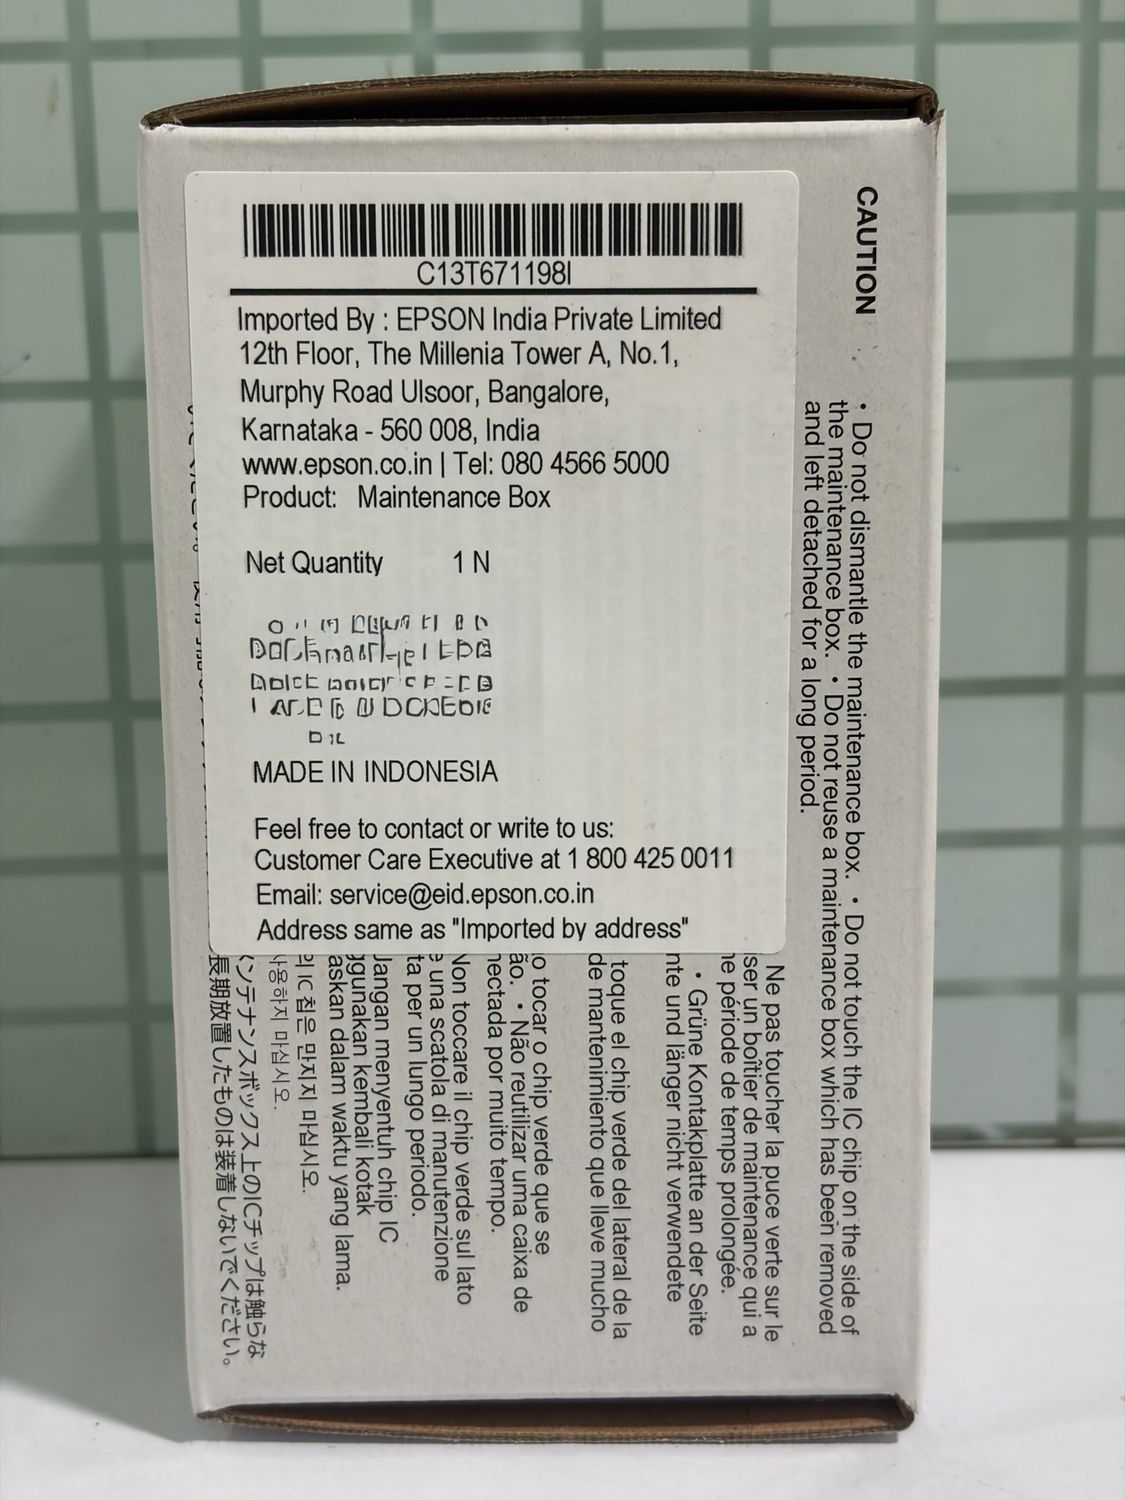 C13T671198I
Imported By : EPSON India Private Limited
12th Floor, The Millenia Tower A, No.1,
Murphy Road Ulsoor, Bangalore,
Karnataka - 560 008, India
www.epson.co.in | Tel: 080 4566 5000
Product: Maintenance Box
Net Quantity 1 N
MADE IN INDONESIA
Feel free to contact or write to us:
Customer Care Executive at 1 800 425 0011
Email: service@eid.epson.co.in
Address same as "Imported by address"
CAUTION
• Do not dismantle the maintenance box. • Do not touch the IC chip on the side of
the maintenance box. • Do not reuse a maintenance box which has been removed
and left detached for a long period.
Ne pas toucher la puce verte sur le
iser un boîtier de maintenance qui a
ne période de temps prolongée.
• Grüne Kontakplatte an der Seite
nte und länger nicht verwendete
toque el chip verde del lateral de la
de mantenimiento que lleve mucho
o tocar o chip verde que se
ão. • Não reutilizar uma caixa de
nectada por muito tempo.
Non toccare il chip verde sul lato
e una scatola di manutenzione
ta per un lungo periodo.
Jangan menyentuh chip IC
ggunakan kembali kotak
askan dalam waktu yang lama.
의 IC 칩은 만지지 마십시오.
사용하지 마십시오.
メンテナンスボックス上のICチップは触らな
長期放置したものは装着しないでください。